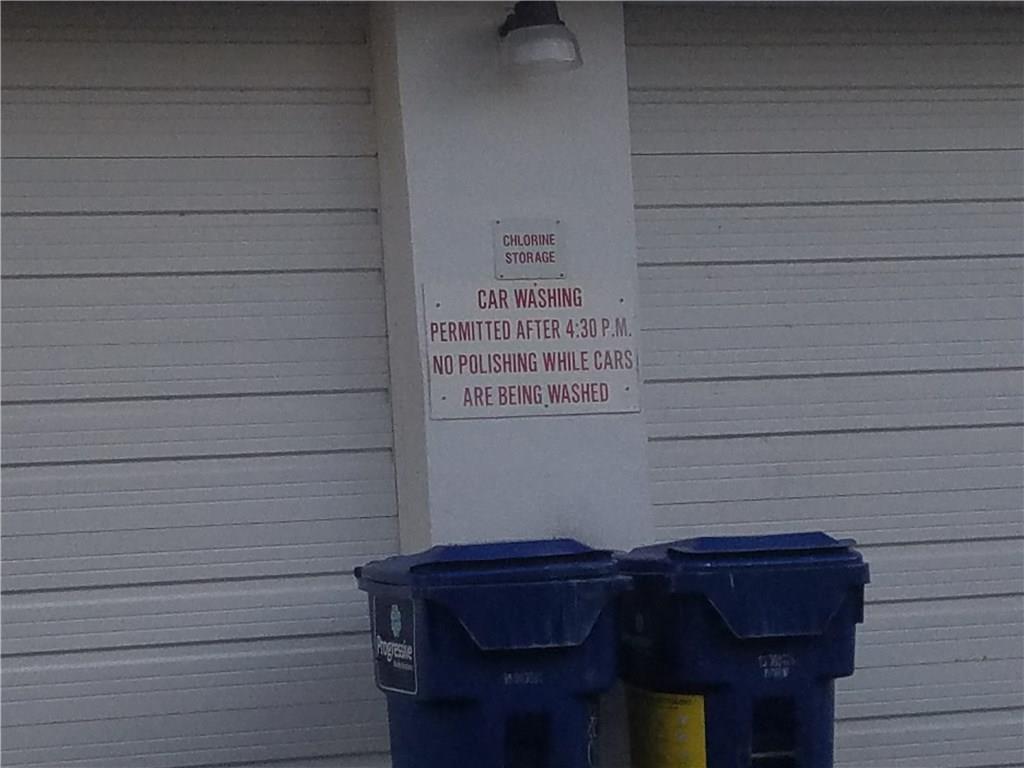 CHLORINE
STORAGE
CAR WASHING
PERMITTED AFTER 4:30 P.M.
NO POLISHING WHILE CARS
ARE BEING WASHED
Progressive